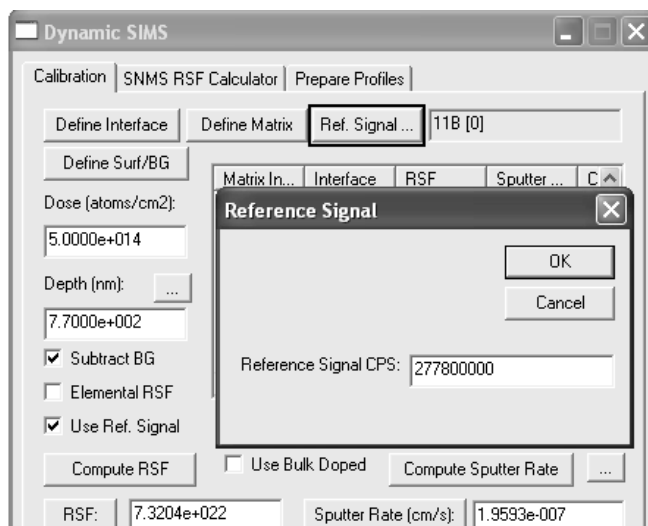 Dynamic SIMS
Calibration SNMS RSF Calculator Prepare Profiles
Define Interface Define Matrix Ref. Signal ... 11B [0]
Define Surf/BG
Matrix In... Interface RSF Sputter ... C
Dose (atoms/cm2):
Reference Signal
5.0000e+014
OK
Depth (nm): ...
Cancel
7.7000e+002
Subtract BG
Reference Signal CPS: 277800000
Elemental RSF
Use Ref. Signal
Compute RSF Use Bulk Doped Compute Sputter Rate ...
RSF: 7.3204e+022 Sputter Rate (cm/s): 1.9593e-007